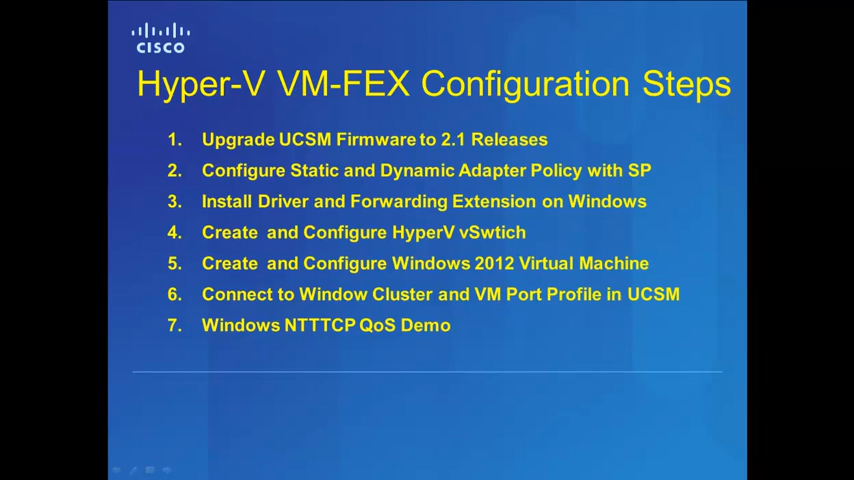 CISCO
Hyper-V VM-FEX Configuration Steps
1. Upgrade UCSM Firmware to 2.1 Releases
2. Configure Static and Dynamic Adapter Policy with SP
3. Install Driver and Forwarding Extension on Windows
4. Create and Configure HyperV vSwtich
5. Create and Configure Windows 2012 Virtual Machine
6. Connect to Window Cluster and VM Port Profile in UCSM
7. Windows NTTTCP QoS Demo